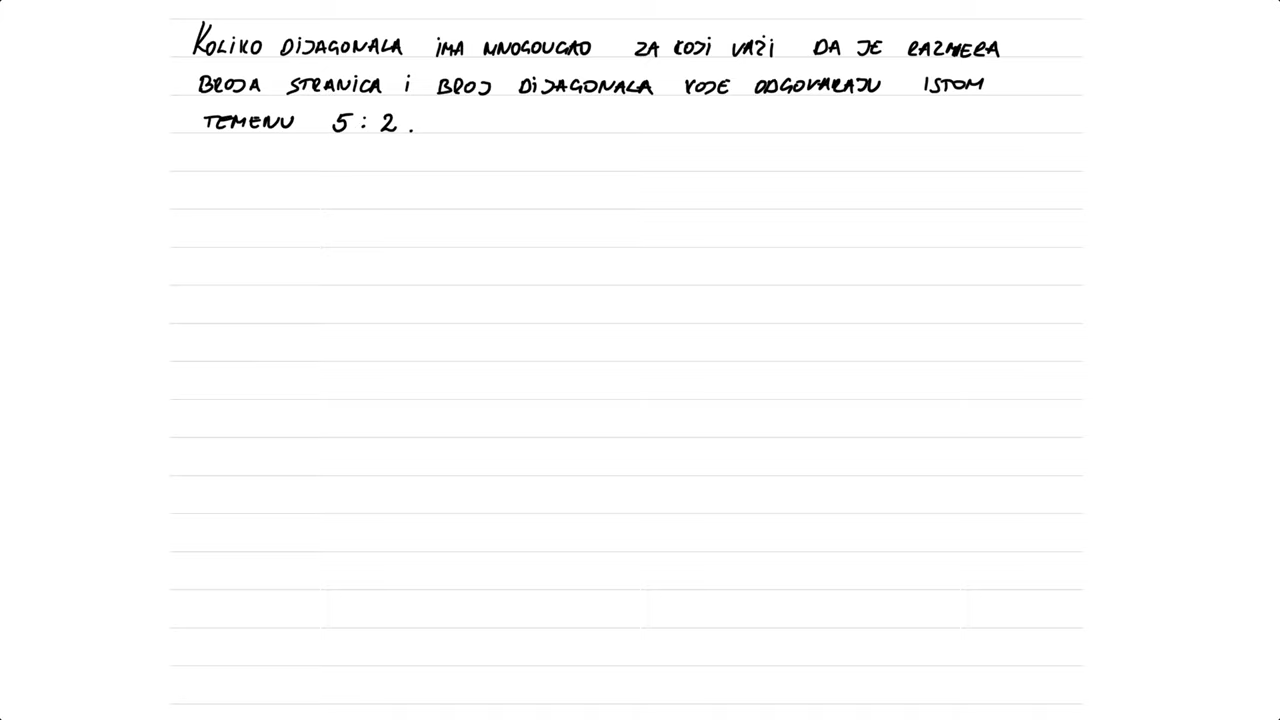 KOLIKO DIJAGONALA IMA MNOGOUGAO ZA KOJI VAŽI DA JE RAZMERA
BROJA STRANICA I BROJ DIJAGONALA KOJE ODGOVARAJU ISTOM
TEMENU 5 : 2 .